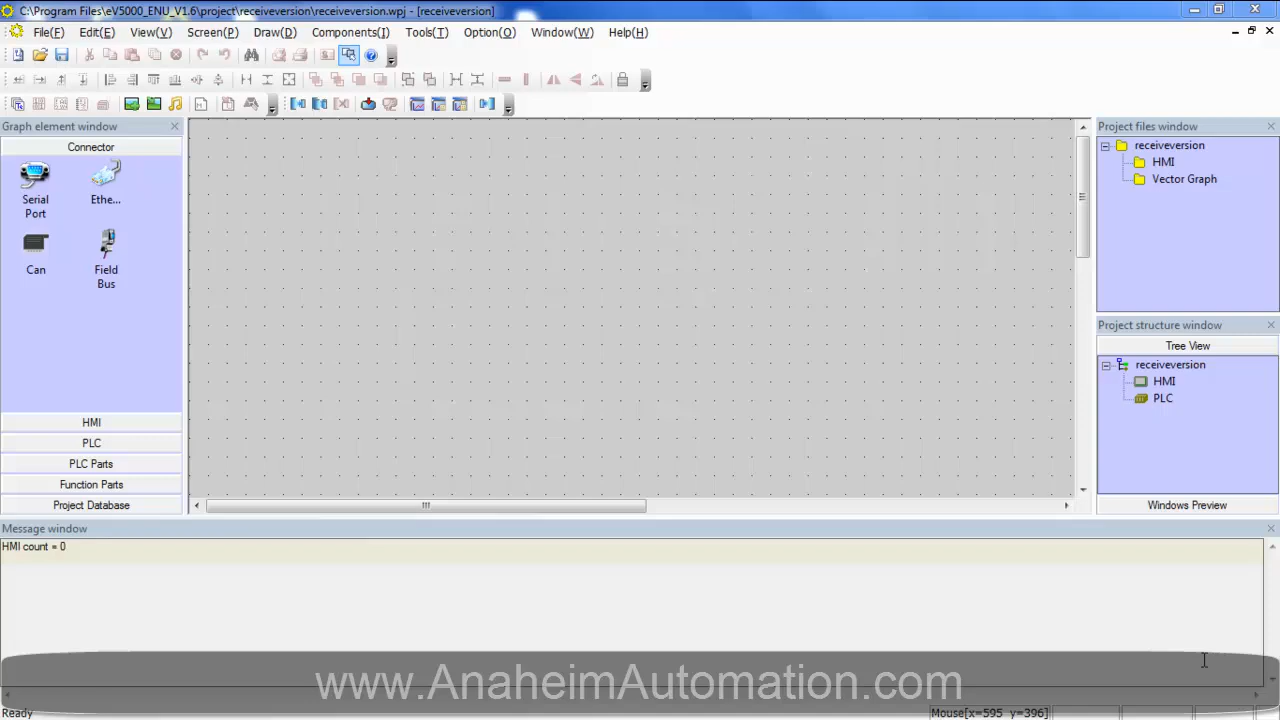 C:\Program Files\eV5000_ENU_V1.6\project\receiveversion\receiveversion.wpj - [receiveversion]
File(F) Edit(E) View(V) Screen(P) Draw(D) Components(I) Tools(T) Option(O) Window(W) Help(H)
Graph element window
Connector
Serial Port
Ethe...
Can
Field Bus
HMI
PLC
PLC Parts
Function Parts
Project Database
Project files window
receiveversion
HMI
Vector Graph
Project structure window
Tree View
receiveversion
HMI
PLC
Windows Preview
Message window
HMI count = 0
www.AnaheimAutomation.com
Ready
Mouse[x=595 y=396]